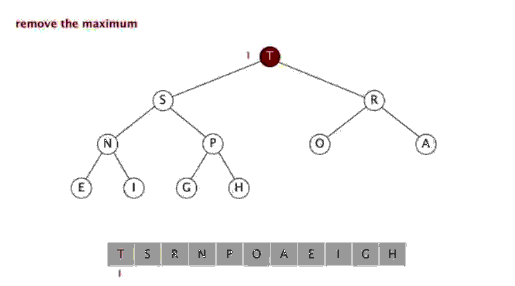 remove the maximum
1
T
S R
N P O A
E I G H
T S R N P O A E I G H
1